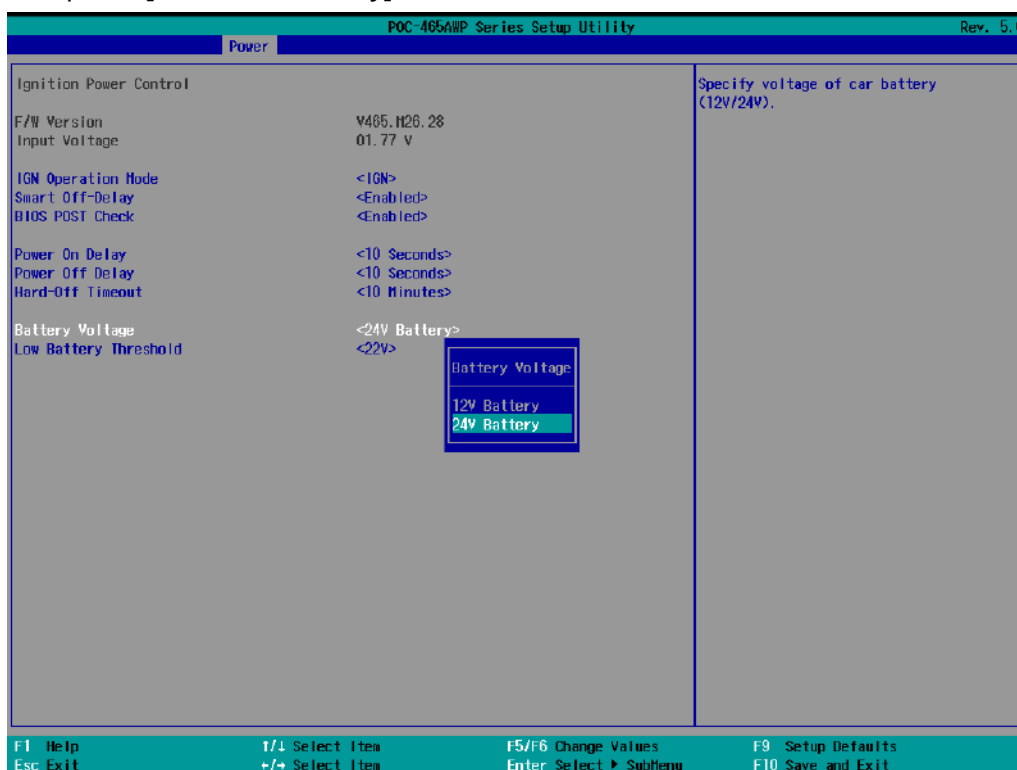 POC-465AWP Series Setup Utility Rev. 5.
Power
Ignition Power Control
Specify voltage of car battery
(12V/24V).
F/W Version V465.M26.28
Input Voltage 01.77 V
IGN Operation Mode <IGN>
Smart Off-Delay <Enabled>
BIOS POST Check <Enabled>
Power On Delay <10 Seconds>
Power Off Delay <10 Seconds>
Hard-Off Timeout <10 Minutes>
Battery Voltage <24V Battery>
Low Battery Threshold <22V>
Battery Voltage
12V Battery
24V Battery
F1 Help ↑/↓ Select Item F5/F6 Change Values F9 Setup Defaults
Esc Exit ←/→ Select Item Enter Select ▶ SubMenu F10 Save and Exit